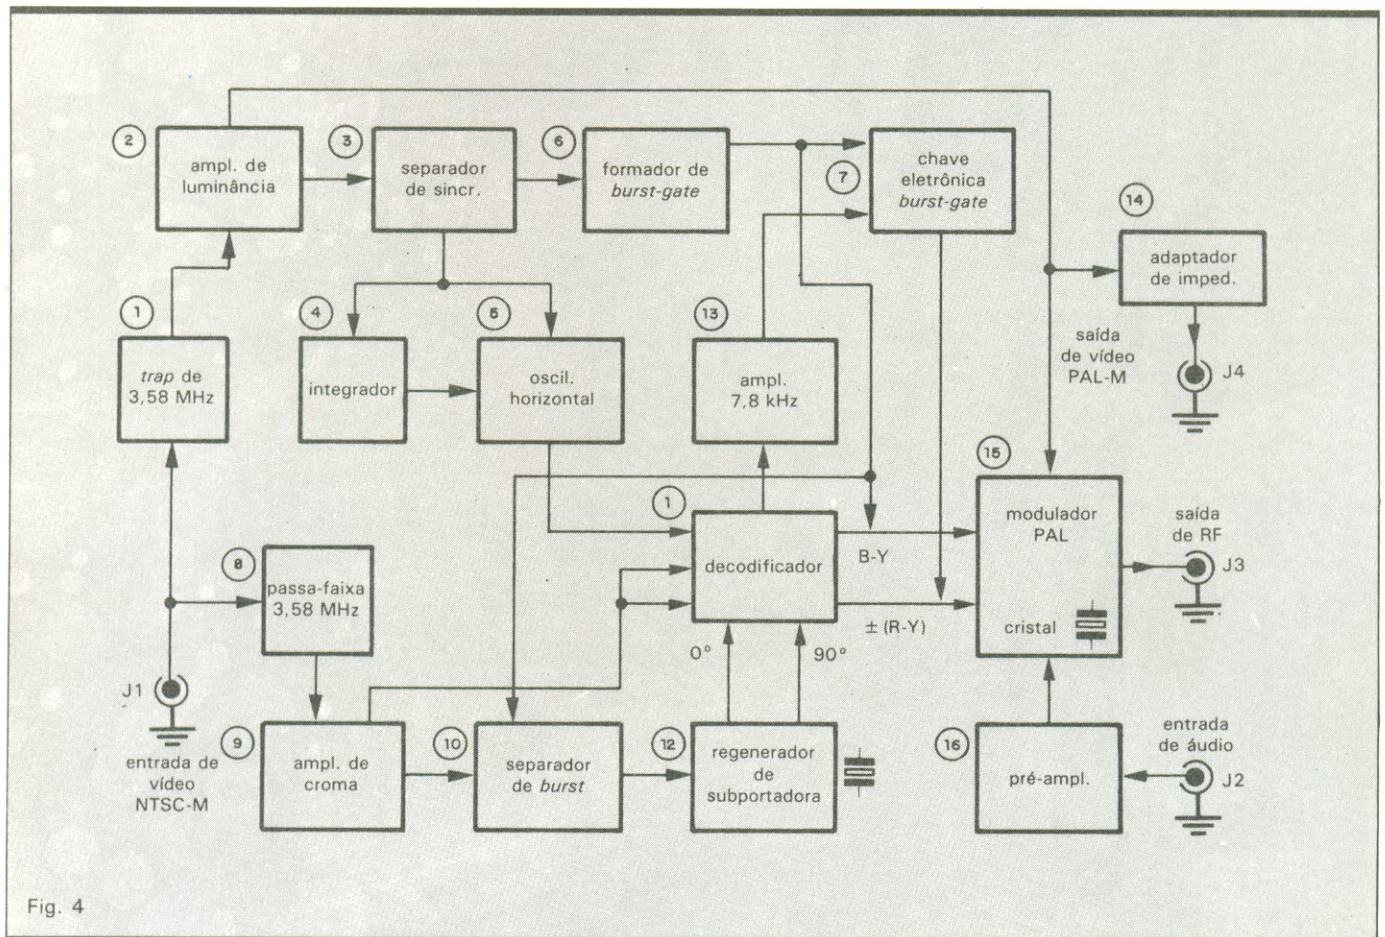 2
ampl. de
luminância
3
separador
de sincr.
6
formador de
burst-gate
7
chave
eletrônica
burst-gate
14
adaptador
de imped.
saída
de vídeo
PAL-M
J4
1
trap de
3,58 MHz
4
integrador
5
oscil.
horizontal
13
ampl.
7,8 kHz
15
modulador
PAL
cristal
saída
de RF
J3
1
decodificador
B-Y
± (R-Y)
0°
90°
8
passa-faixa
3,58 MHz
J1
entrada de
vídeo
NTSC-M
9
ampl. de
croma
10
separador
de burst
12
regenerador
de
subportadora
16
pré-ampl.
entrada
de áudio
J2
Fig. 4